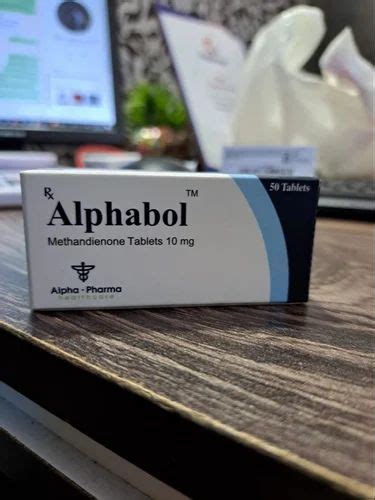 Rx
Alphabol™
50 Tablets
Methandienone Tablets 10 mg
Alpha - Pharma
healthcare